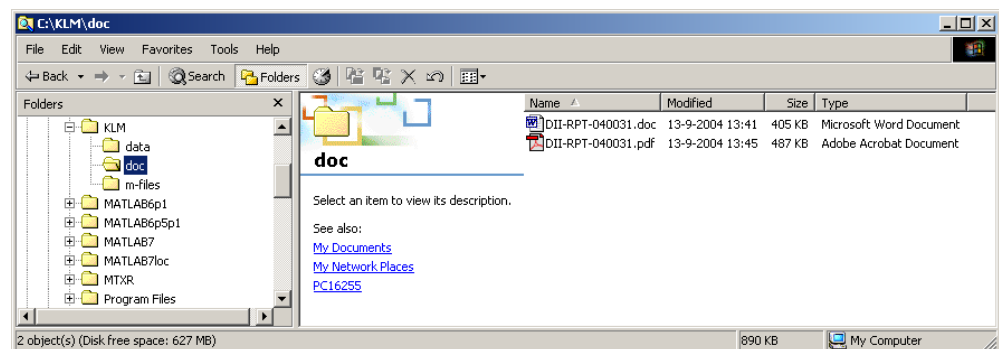 C:\KLM\doc
File Edit View Favorites Tools Help
Back Search Folders
Folders
KLM
data
doc
m-files
MATLAB6p1
MATLAB6p5p1
MATLAB7
MATLAB7loc
MTXR
Program Files
doc
Select an item to view its description.
See also:
My Documents
My Network Places
PC16255
Name Modified Size Type
DII-RPT-040031.doc 13-9-2004 13:41 405 KB Microsoft Word Document
DII-RPT-040031.pdf 13-9-2004 13:45 487 KB Adobe Acrobat Document
2 object(s) (Disk free space: 627 MB) 890 KB My Computer